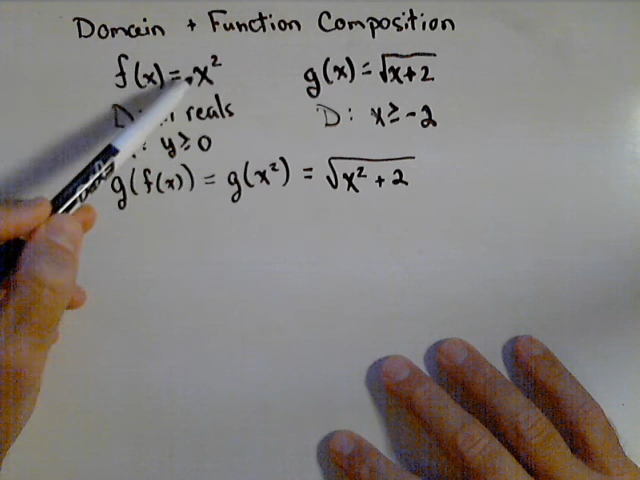 Domain + Function Composition
f(x) = x² g(x) = √x+2
D: reals D: x ≥ -2
: y ≥ 0
g(f(x)) = g(x²) = √x² + 2